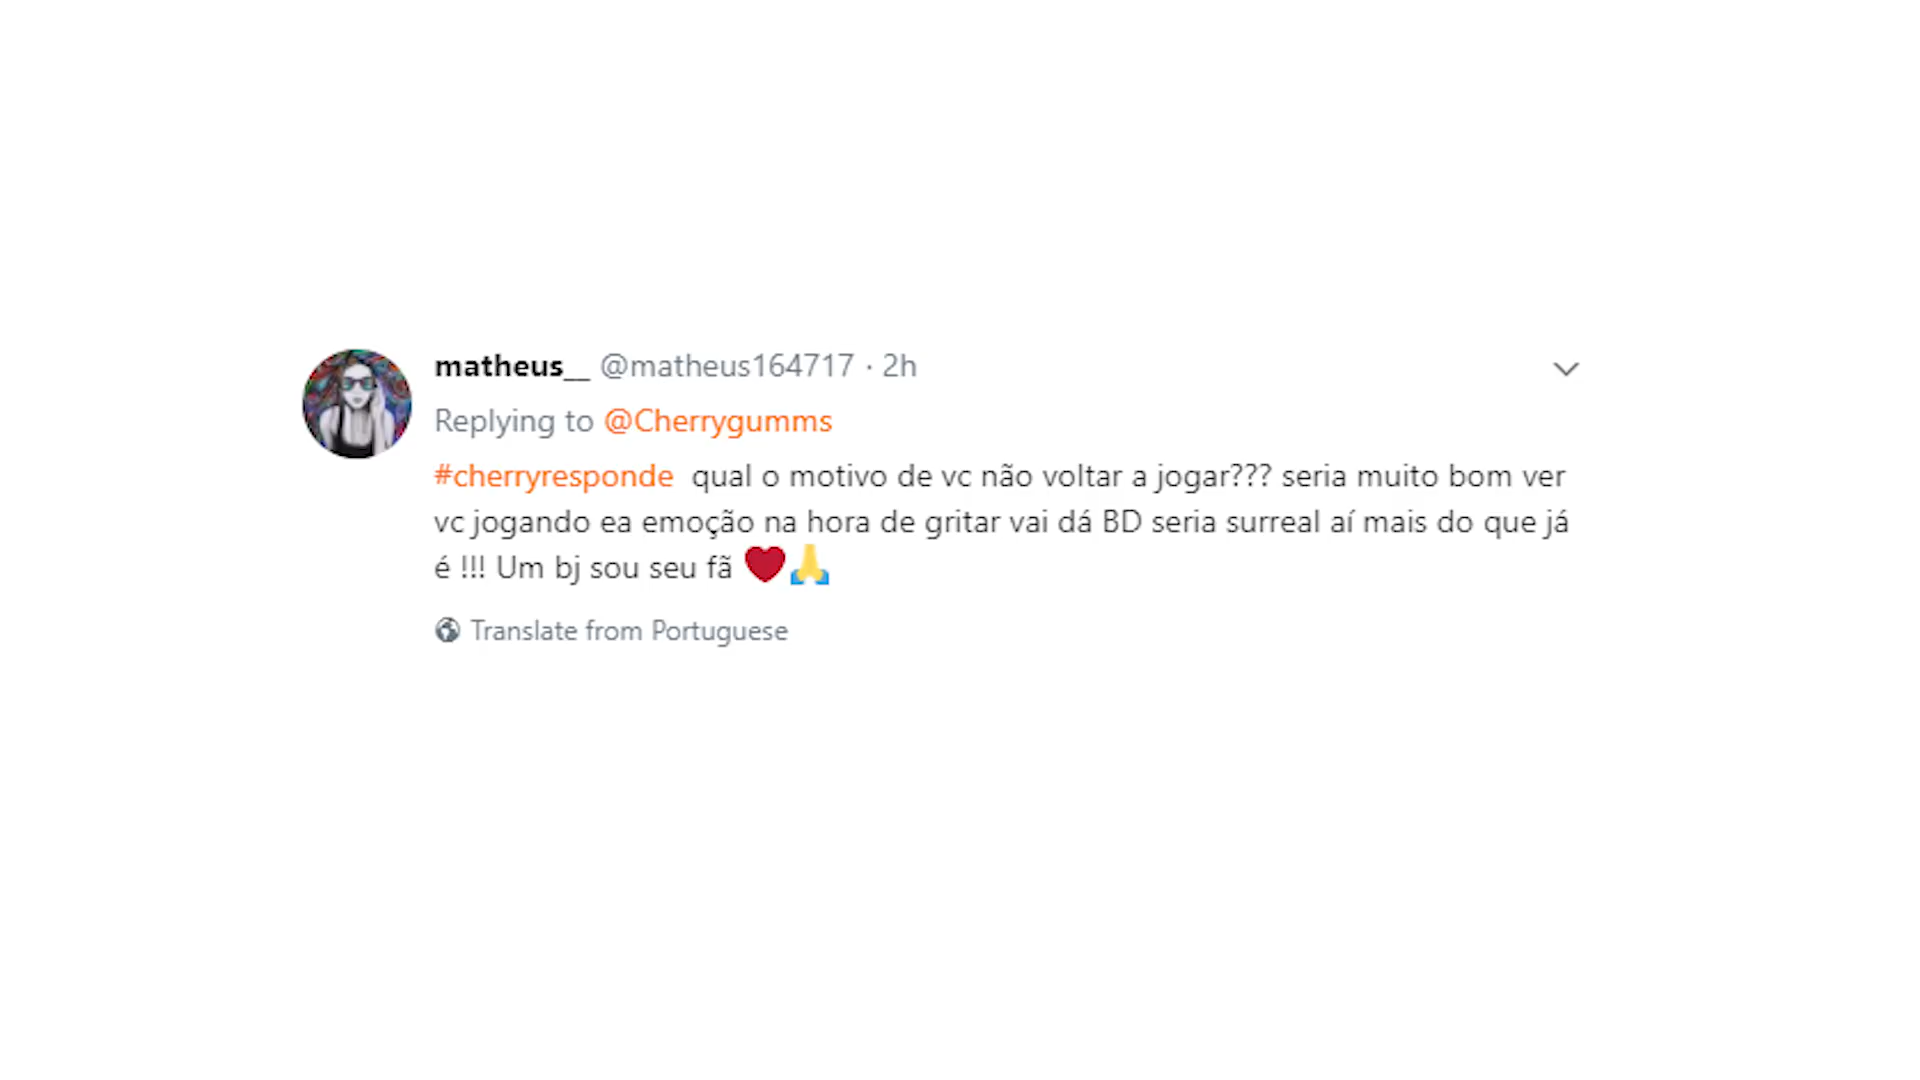 matheus__ @matheus164717 · 2h
Replying to @Cherrygumms
#cherryresponde qual o motivo de vc não voltar a jogar??? seria muito bom ver
vc jogando ea emoção na hora de gritar vai dá BD seria surreal aí mais do que já
é !!! Um bj sou seu fã ❤️🙏
Translate from Portuguese